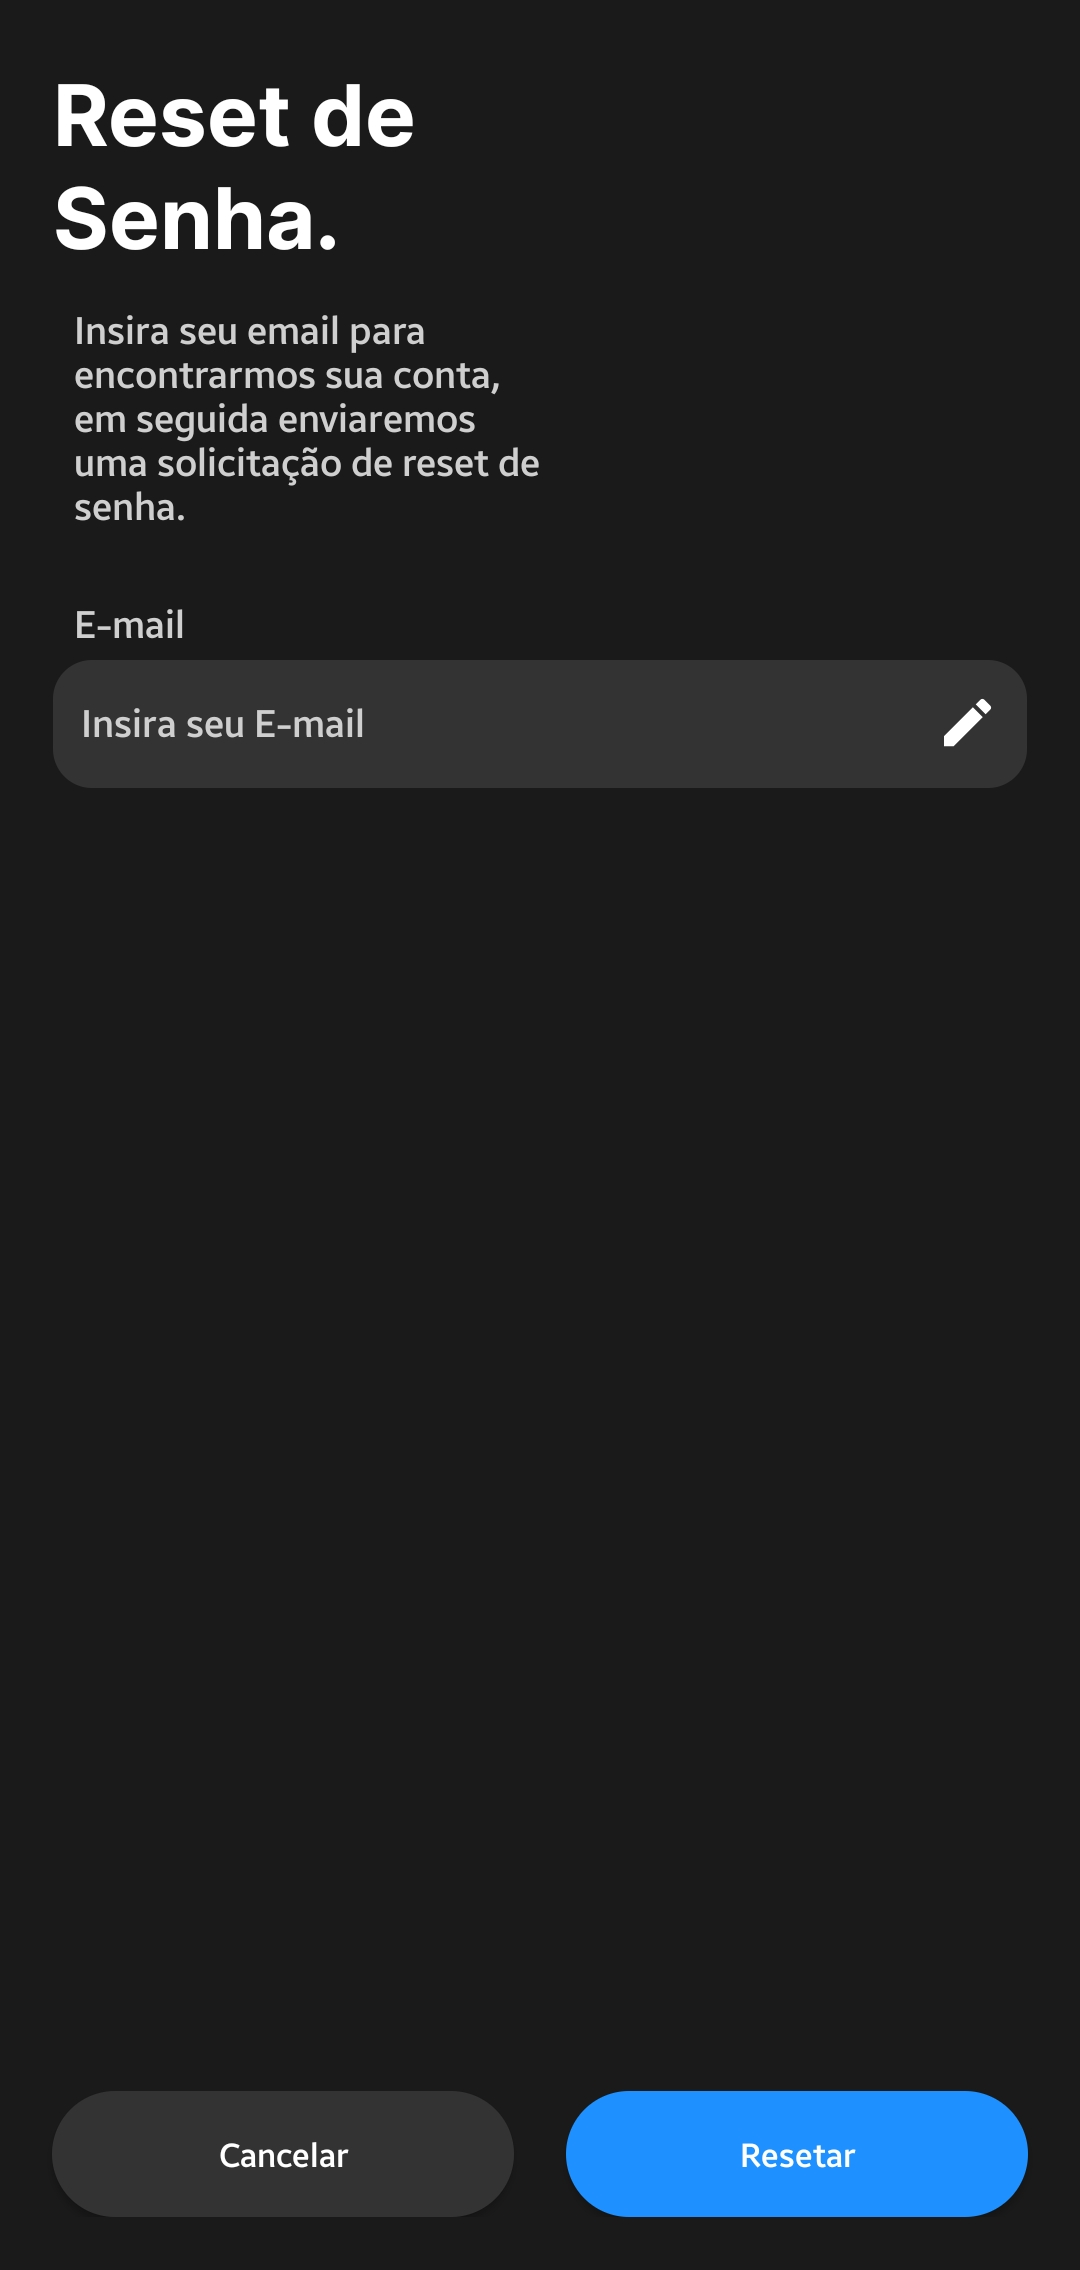 Reset de
Senha.
Insira seu email para
encontrarmos sua conta,
em seguida enviaremos
uma solicitação de reset de
senha.
E-mail
Insira seu E-mail
Cancelar
Resetar